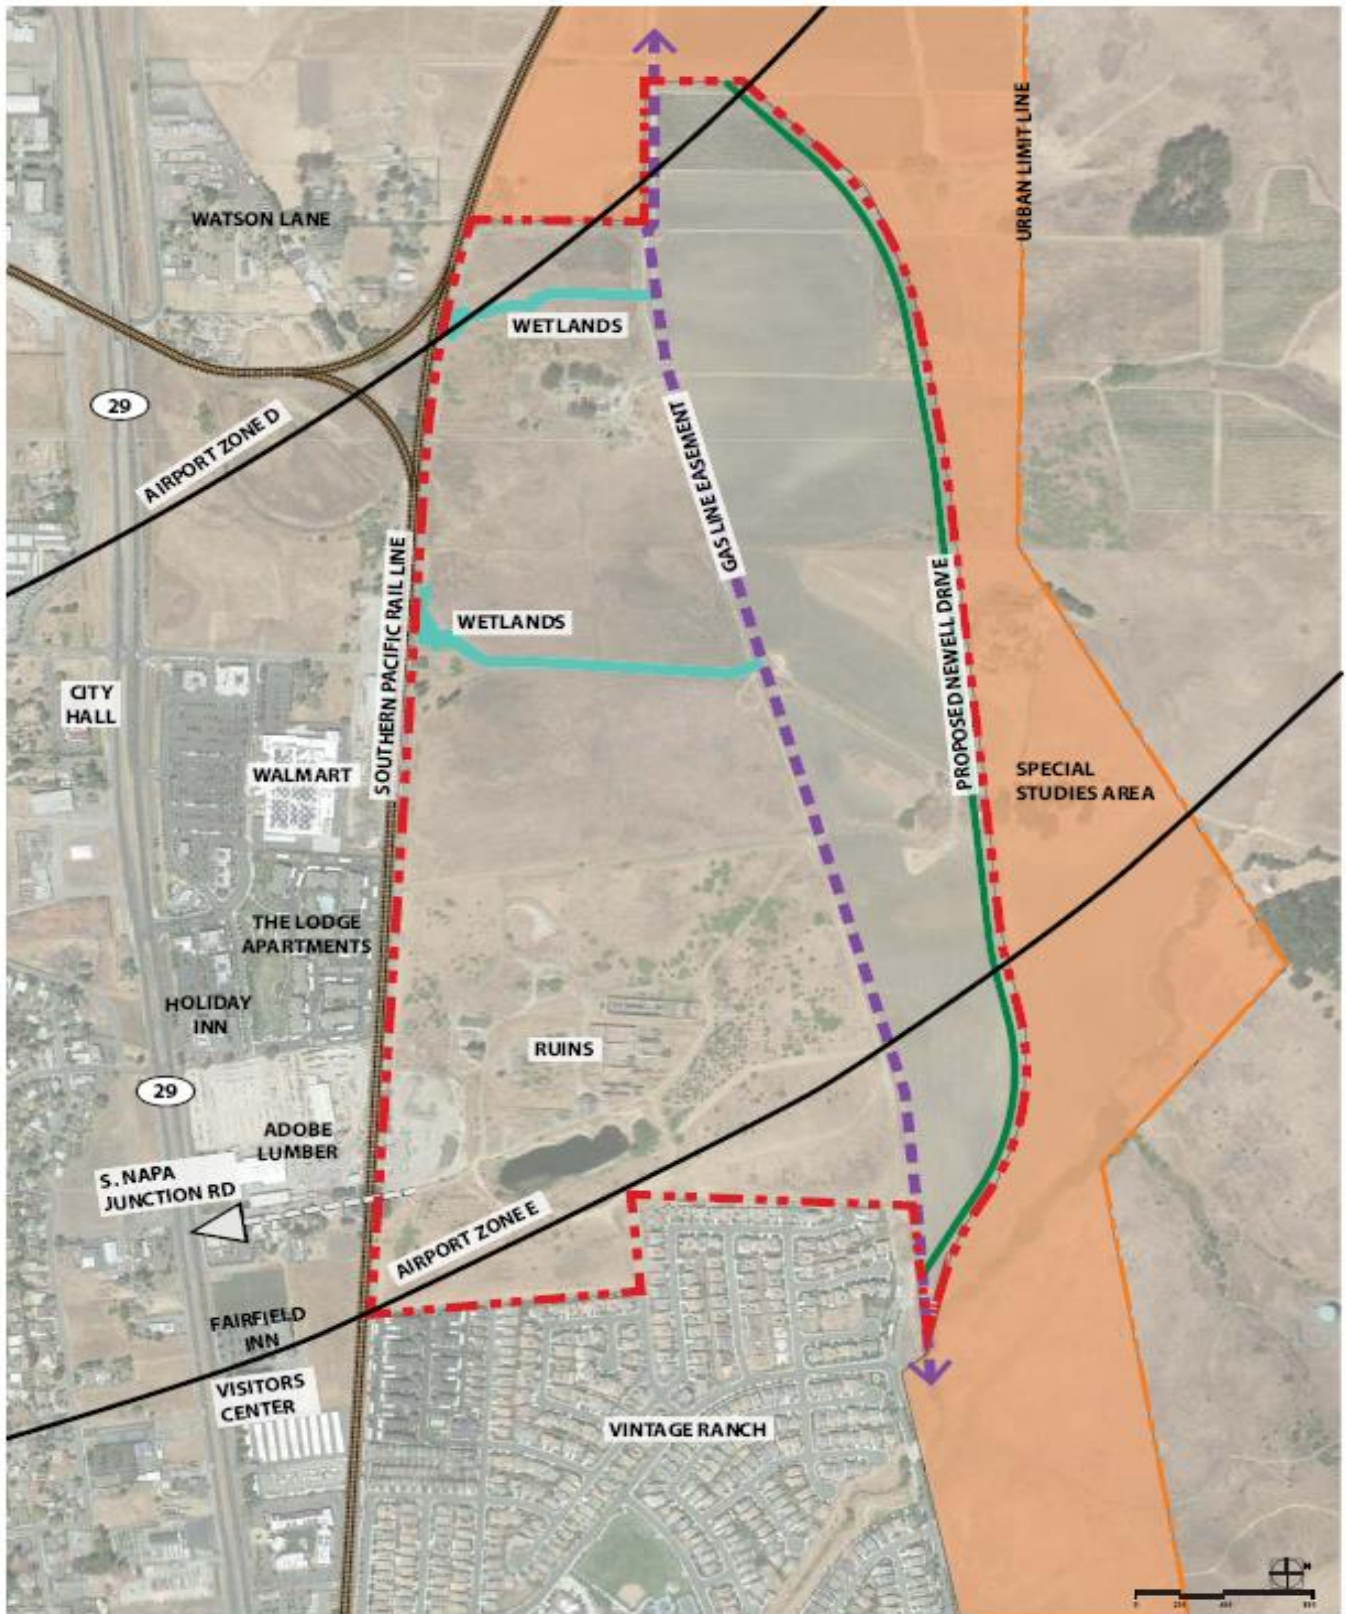 URBAN LIMIT LINE
WATSON LANE
WETLANDS
29
AIRPORT ZONE D
GAS LINE EASEMENT
SOUTHERN PACIFIC RAIL LINE
WETLANDS
PROPOSED NEWELL DRIVE
CITY
HALL
WALMART
SPECIAL
STUDIES AREA
THE LODGE
APARTMENTS
HOLIDAY
INN
RUINS
29
ADOBE
LUMBER
S. NAPA
JUNCTION RD
AIRPORT ZONE E
FAIRFIELD
INN
VISITORS
CENTER
VINTAGE RANCH